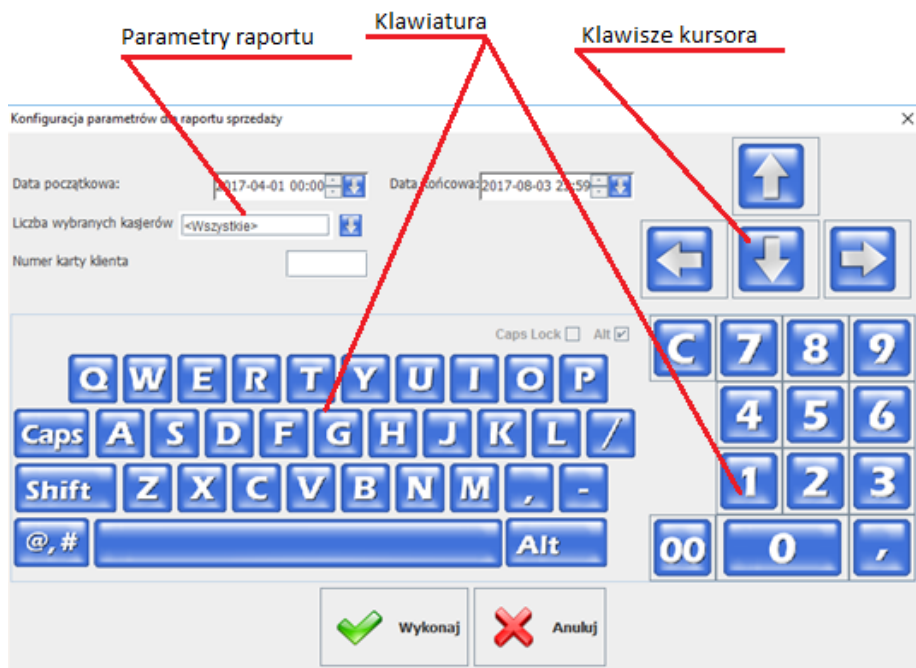 Parametry raportu
Klawiatura
Klawisze kursora
Konfiguracja parametrów dla raportu sprzedaży
Data początkowa: 2017-04-01 00:00 Data końcowa: 2017-08-03 23:59
Liczba wybranych kasjerów <Wszystkie>
Numer karty klienta
Caps Lock Alt
C 7 8 9
Q W E R T Y U I O P
4 5 6
Caps A S D F G H J K L /
1 2 3
Shift Z X C V B N M , -
@,# Alt
00 0 ,
Wykonaj Anuluj